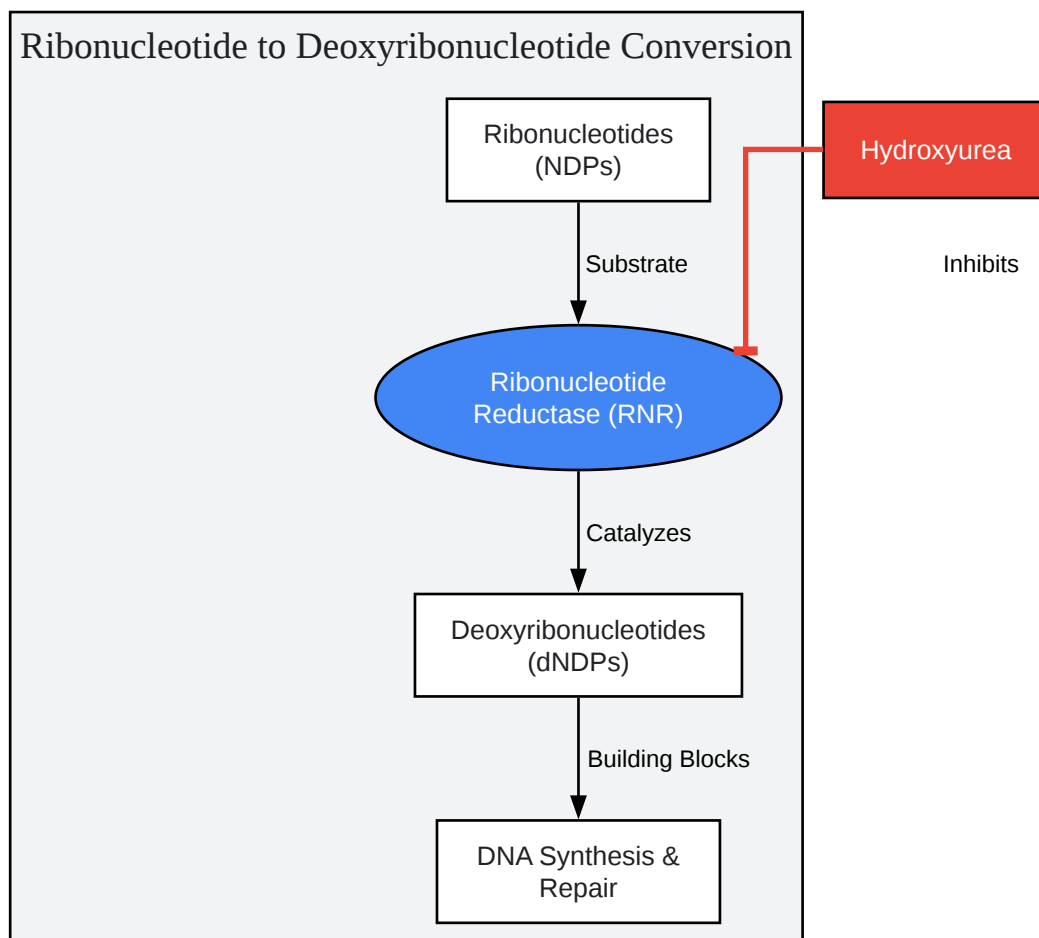 Ribonucleotide to Deoxyribonucleotide Conversion
Ribonucleotides
(NDPs)
Hydroxyurea
Substrate
Inhibits
Ribonucleotide
Reductase (RNR)
Catalyzes
Deoxyribonucleotides
(dNDPs)
Building Blocks
DNA Synthesis &
Repair